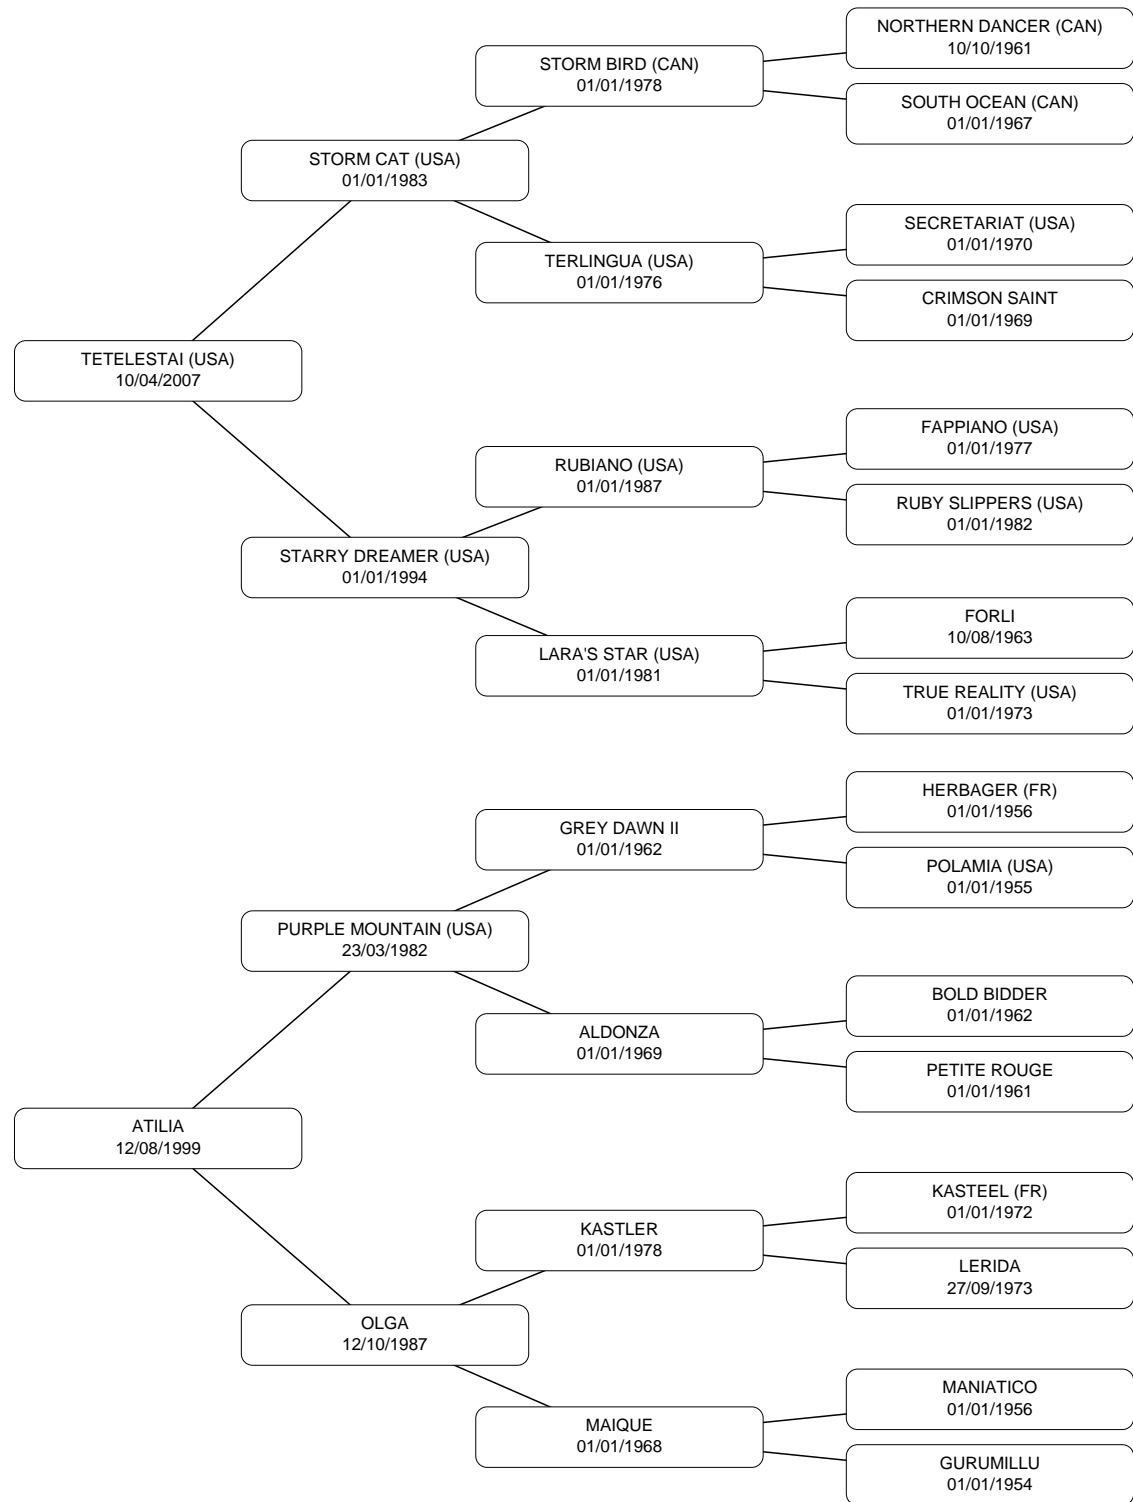 NORTHERN DANCER (CAN)
10/10/1961
STORM BIRD (CAN)
01/01/1978
SOUTH OCEAN (CAN)
01/01/1967
STORM CAT (USA)
01/01/1983
SECRETARIAT (USA)
01/01/1970
TERLINGUA (USA)
01/01/1976
CRIMSON SAINT
01/01/1969
TETELESTAI (USA)
10/04/2007
FAPPIANO (USA)
01/01/1977
RUBIANO (USA)
01/01/1987
RUBY SLIPPERS (USA)
01/01/1982
STARRY DREAMER (USA)
01/01/1994
FORLI
10/08/1963
LARA'S STAR (USA)
01/01/1981
TRUE REALITY (USA)
01/01/1973
HERBAGER (FR)
01/01/1956
GREY DAWN II
01/01/1962
POLAMIA (USA)
01/01/1955
PURPLE MOUNTAIN (USA)
23/03/1982
BOLD BIDDER
01/01/1962
ALDONZA
01/01/1969
PETITE ROUGE
01/01/1961
ATILIA
12/08/1999
KASTEEL (FR)
01/01/1972
KASTLER
01/01/1978
LERIDA
27/09/1973
OLGA
12/10/1987
MANIATICO
01/01/1956
MAIQUE
01/01/1968
GURUMILLU
01/01/1954